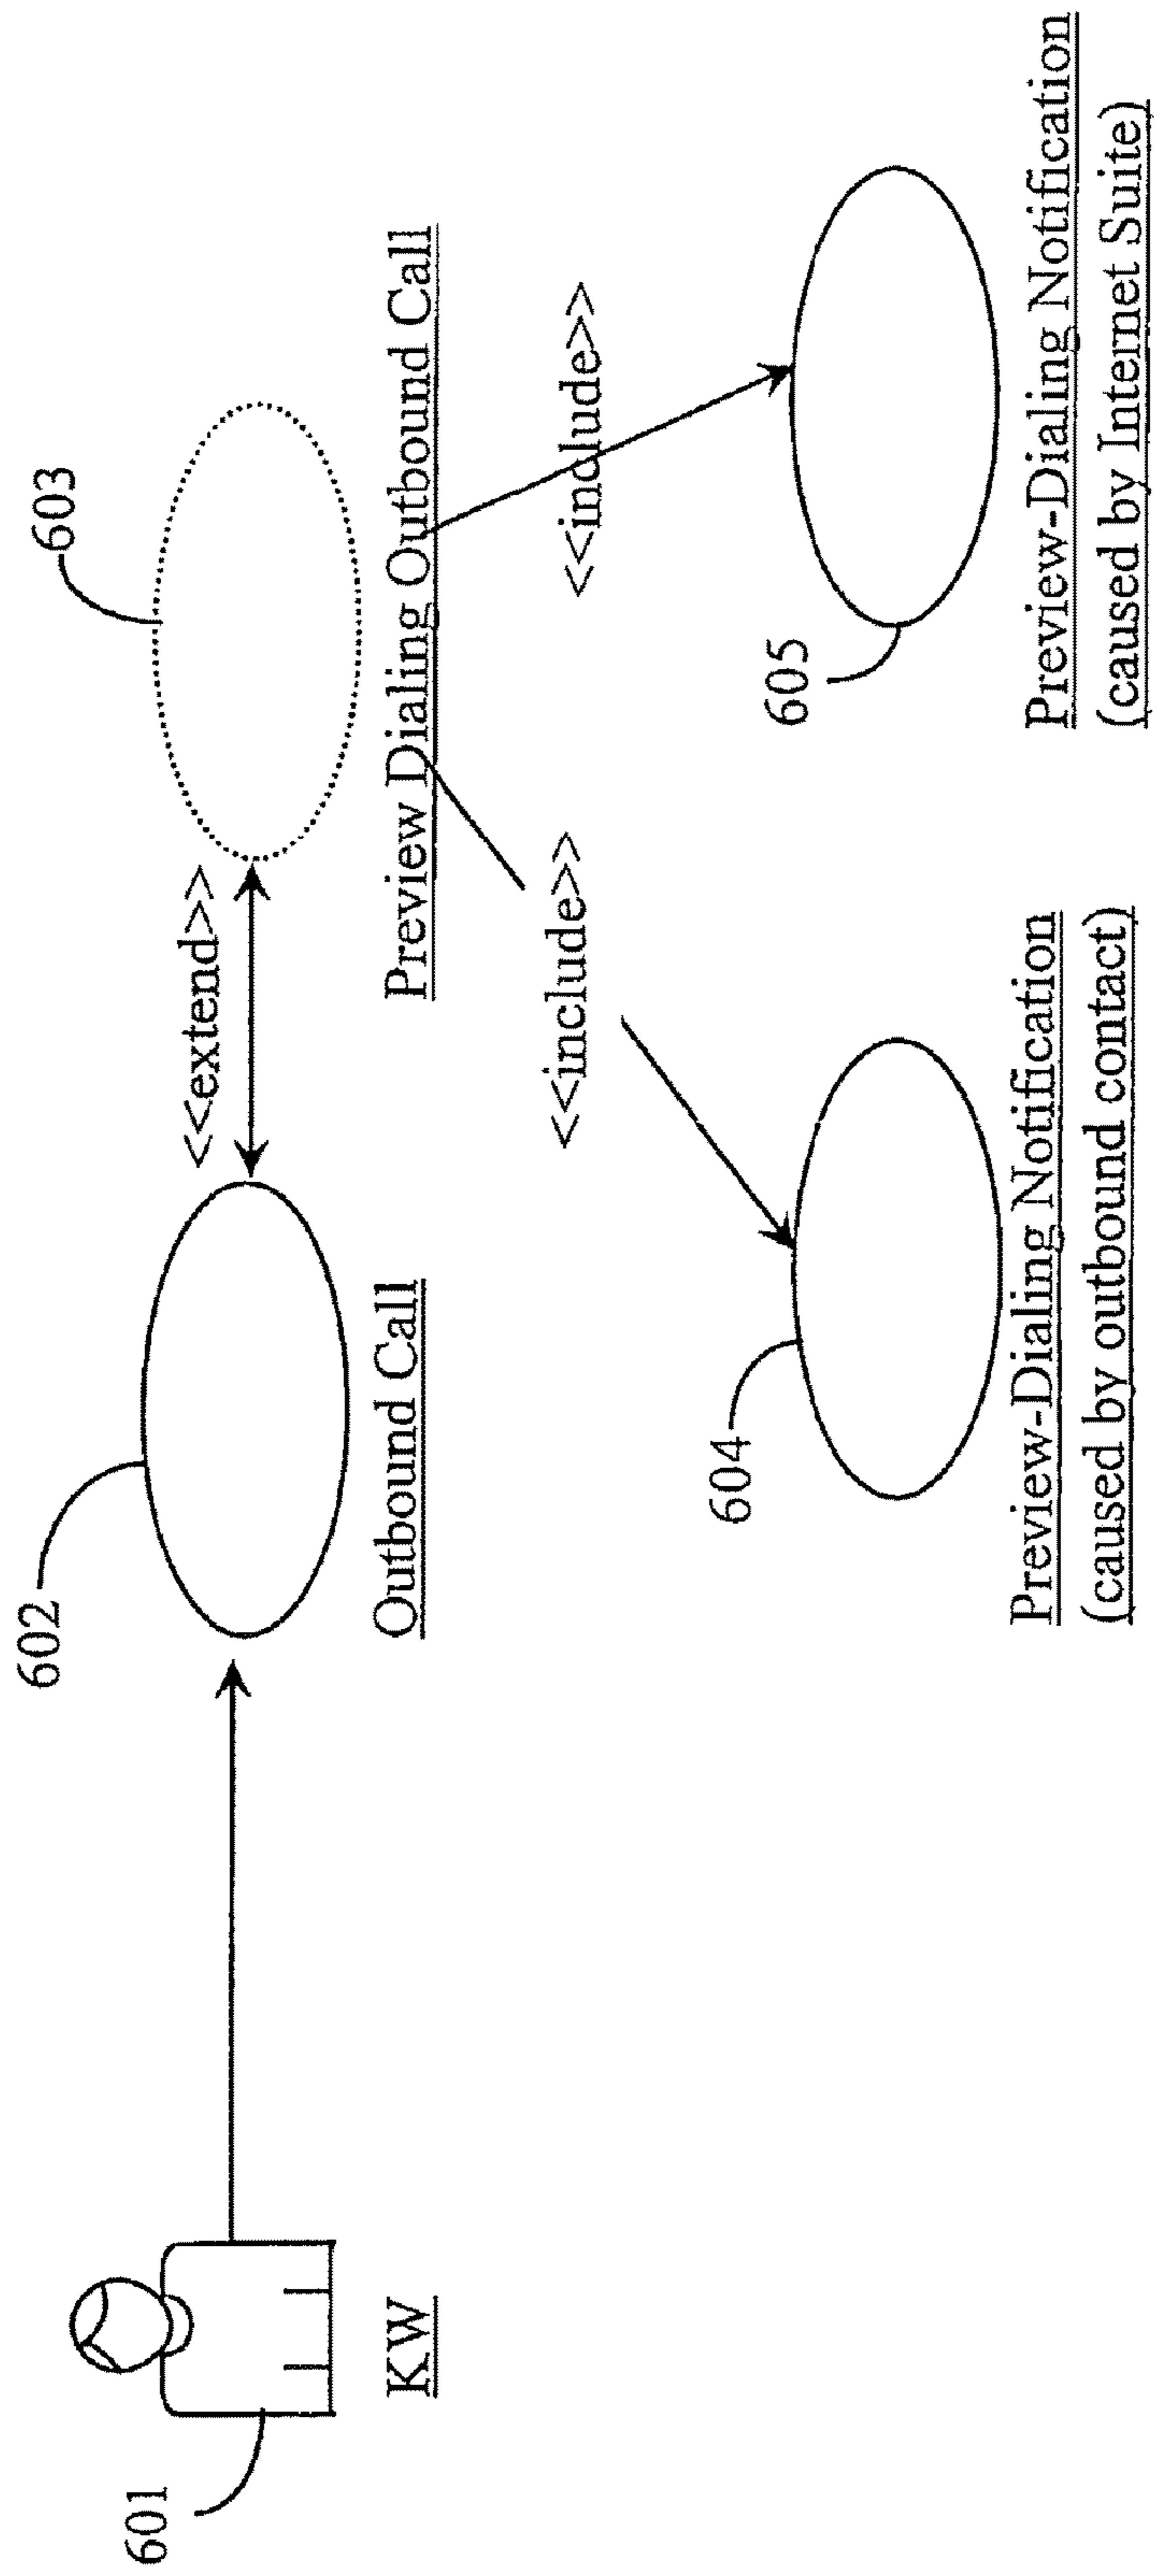 601
KW
602
Outbound Call
<<extend>>
603
Preview Dialing Outbound Call
<<include>>
<<include>>
604
Preview-Dialing Notification
(caused by outbound contact)
605
Preview-Dialing Notification
(caused by Internet Suite)